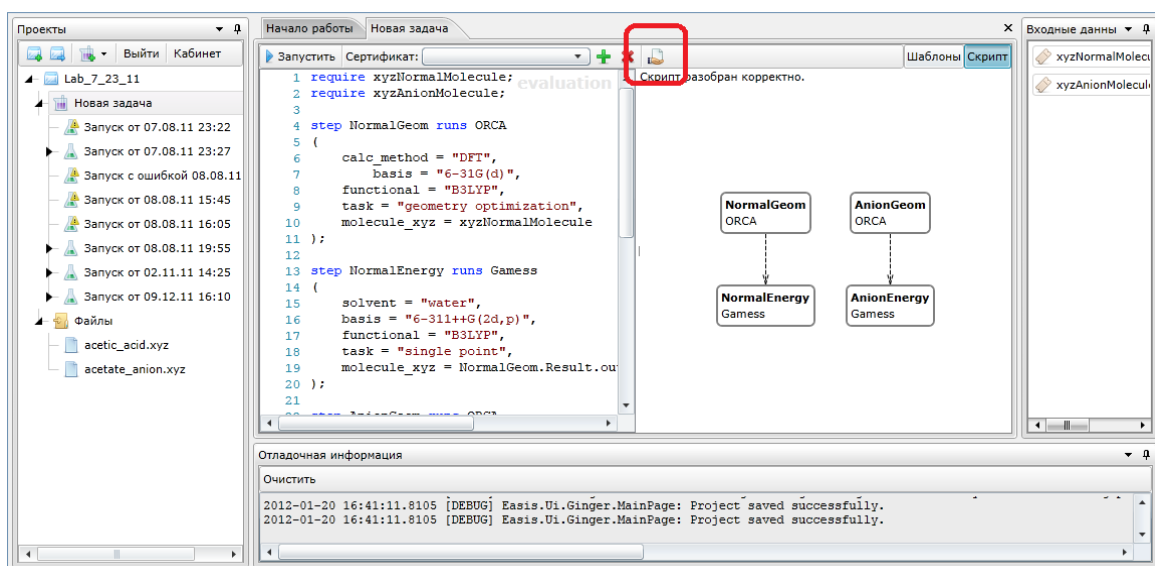 Проекты
Выйти Кабинет
Lab_7_23_11
Новая задача
Запуск от 07.08.11 23:22
Запуск от 07.08.11 23:27
Запуск с ошибкой 08.08.11
Запуск от 08.08.11 15:45
Запуск от 08.08.11 16:05
Запуск от 08.08.11 19:55
Запуск от 02.11.11 14:25
Запуск от 09.12.11 16:10
Файлы
acetic_acid.xyz
acetate_anion.xyz
Начало работы Новая задача
Запустить Сертификат:
Шаблоны Скрипт
evaluation
1 require xyzNormalMolecule;
2 require xyzAnionMolecule;
3
4 step NormalGeom runs ORCA
5 (
6 calc_method = "DFT",
7 basis = "6-31G(d)",
8 functional = "B3LYP",
9 task = "geometry optimization",
10 molecule_xyz = xyzNormalMolecule
11 );
12
13 step NormalEnergy runs Gamess
14 (
15 solvent = "water",
16 basis = "6-311++G(2d,p)",
17 functional = "B3LYP",
18 task = "single point",
19 molecule_xyz = NormalGeom.Result.ou
20 );
21
Скрипт разобран корректно.
NormalGeom
ORCA
AnionGeom
ORCA
NormalEnergy
Gamess
AnionEnergy
Gamess
Входные данны
xyzNormalMolecu
xyzAnionMolecul
Отладочная информация
Очистить
2012-01-20 16:41:11.8105 [DEBUG] Easis.Ui.Ginger.MainPage: Project saved successfully.
2012-01-20 16:41:11.8105 [DEBUG] Easis.Ui.Ginger.MainPage: Project saved successfully.